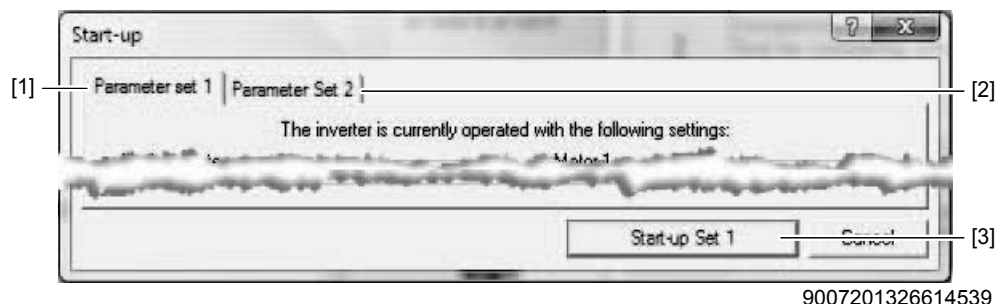 Start-up
[1]
Parameter set 1 Parameter Set 2
[2]
The inverter is currently operated with the following settings:
Motor 1
Start-up Set 1
Cancel
[3]
9007201326614539